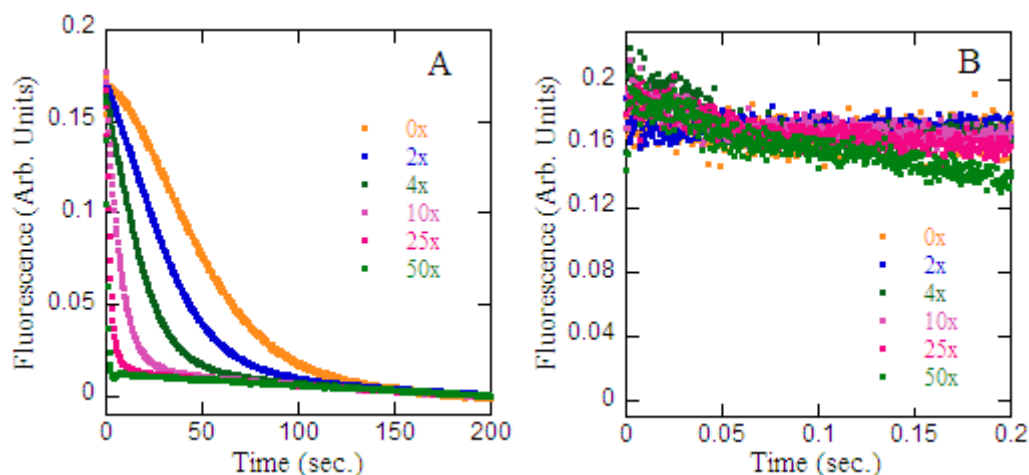 A
Fluorescence (Arb. Units)
0.2
0.15
0.1
0.05
0
0x
2x
4x
10x
25x
50x
0 50 100 150 200
Time (sec.)
B
Fluorescence (Arb. Units)
0.2
0.16
0.12
0.08
0.04
0
0x
2x
4x
10x
25x
50x
0 0.05 0.1 0.15 0.2
Time (sec.)